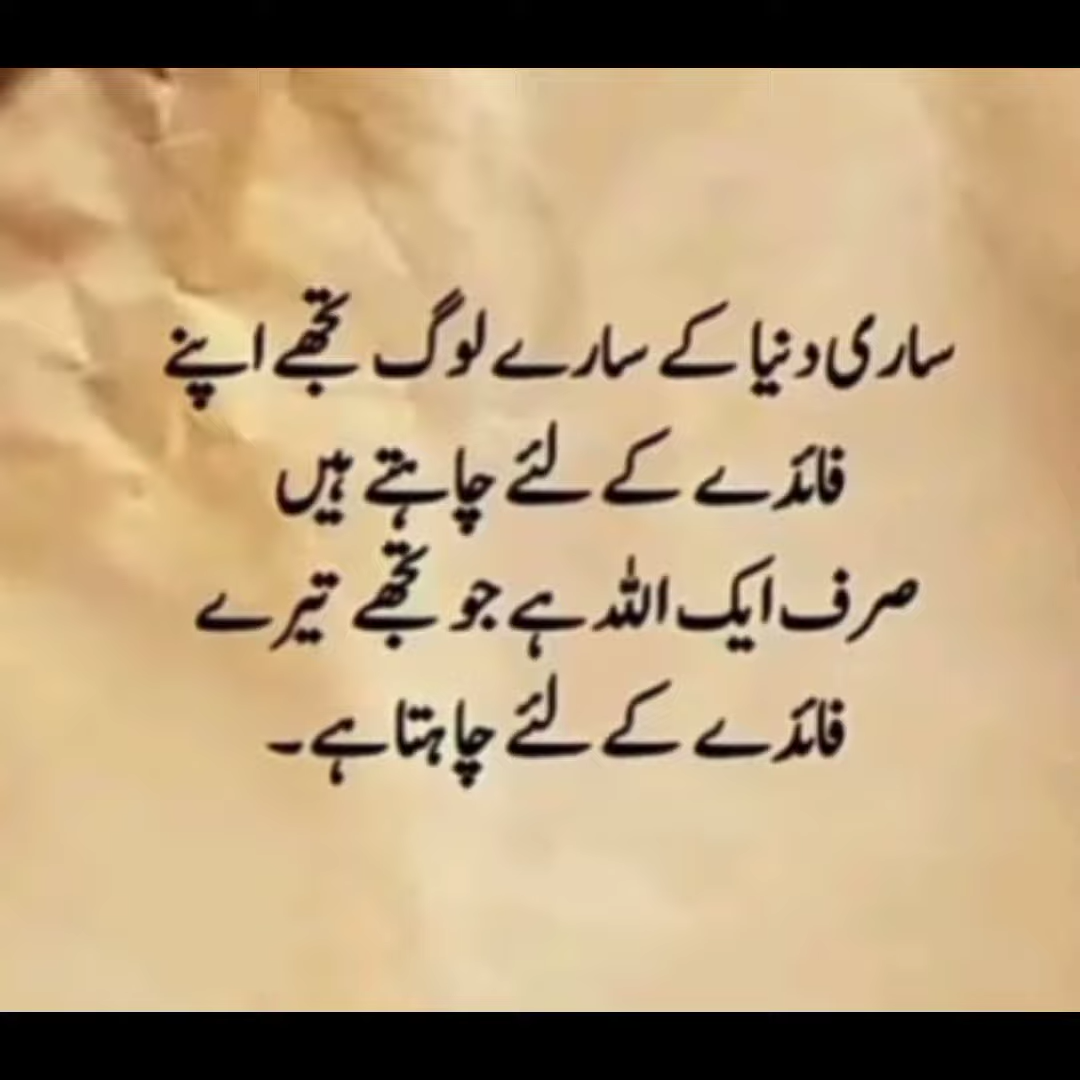 ساری دنیا کے سارے لوگ تجھے اپنے
فائدے کے لئے چاہتے ہیں
صرف ایک اللہ ہے جو تجھے تیرے
فائدے کے لئے چاہتا ہے۔